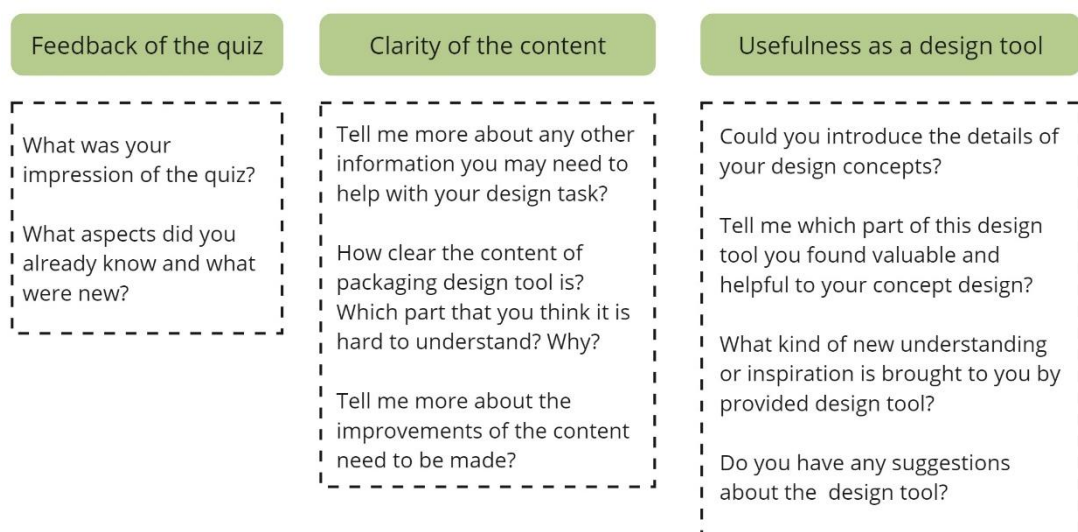 Feedback of the quiz
What was your
impression of the quiz?
What aspects did you
already know and what
were new?
Clarity of the content
Tell me more about any other
information you may need to
help with your design task?
How clear the content of
packaging design tool is?
Which part that you think it is
hard to understand? Why?
Tell me more about the
improvements of the content
need to be made?
Usefulness as a design tool
Could you introduce the details of
your design concepts?
Tell me which part of this design
tool you found valuable and
helpful to your concept design?
What kind of new understanding
or inspiration is brought to you by
provided design tool?
Do you have any suggestions
about the  design tool?